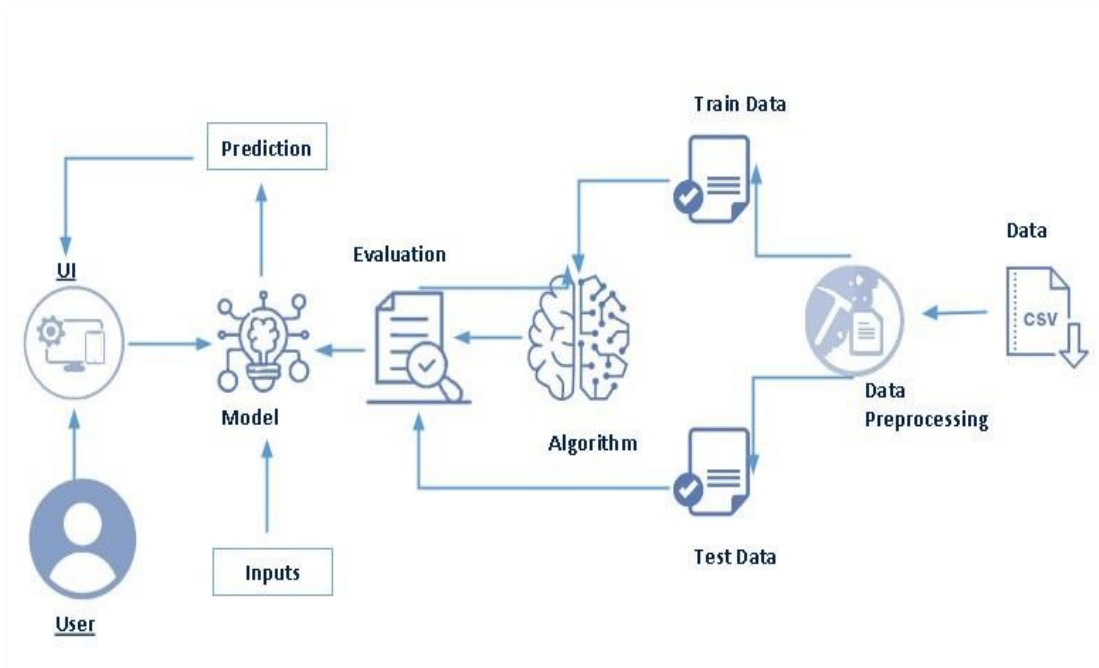 Train Data
Prediction
Data
Evaluation
UI
CSV
Data
Preprocessing
Model
Algorithm
Test Data
Inputs
User